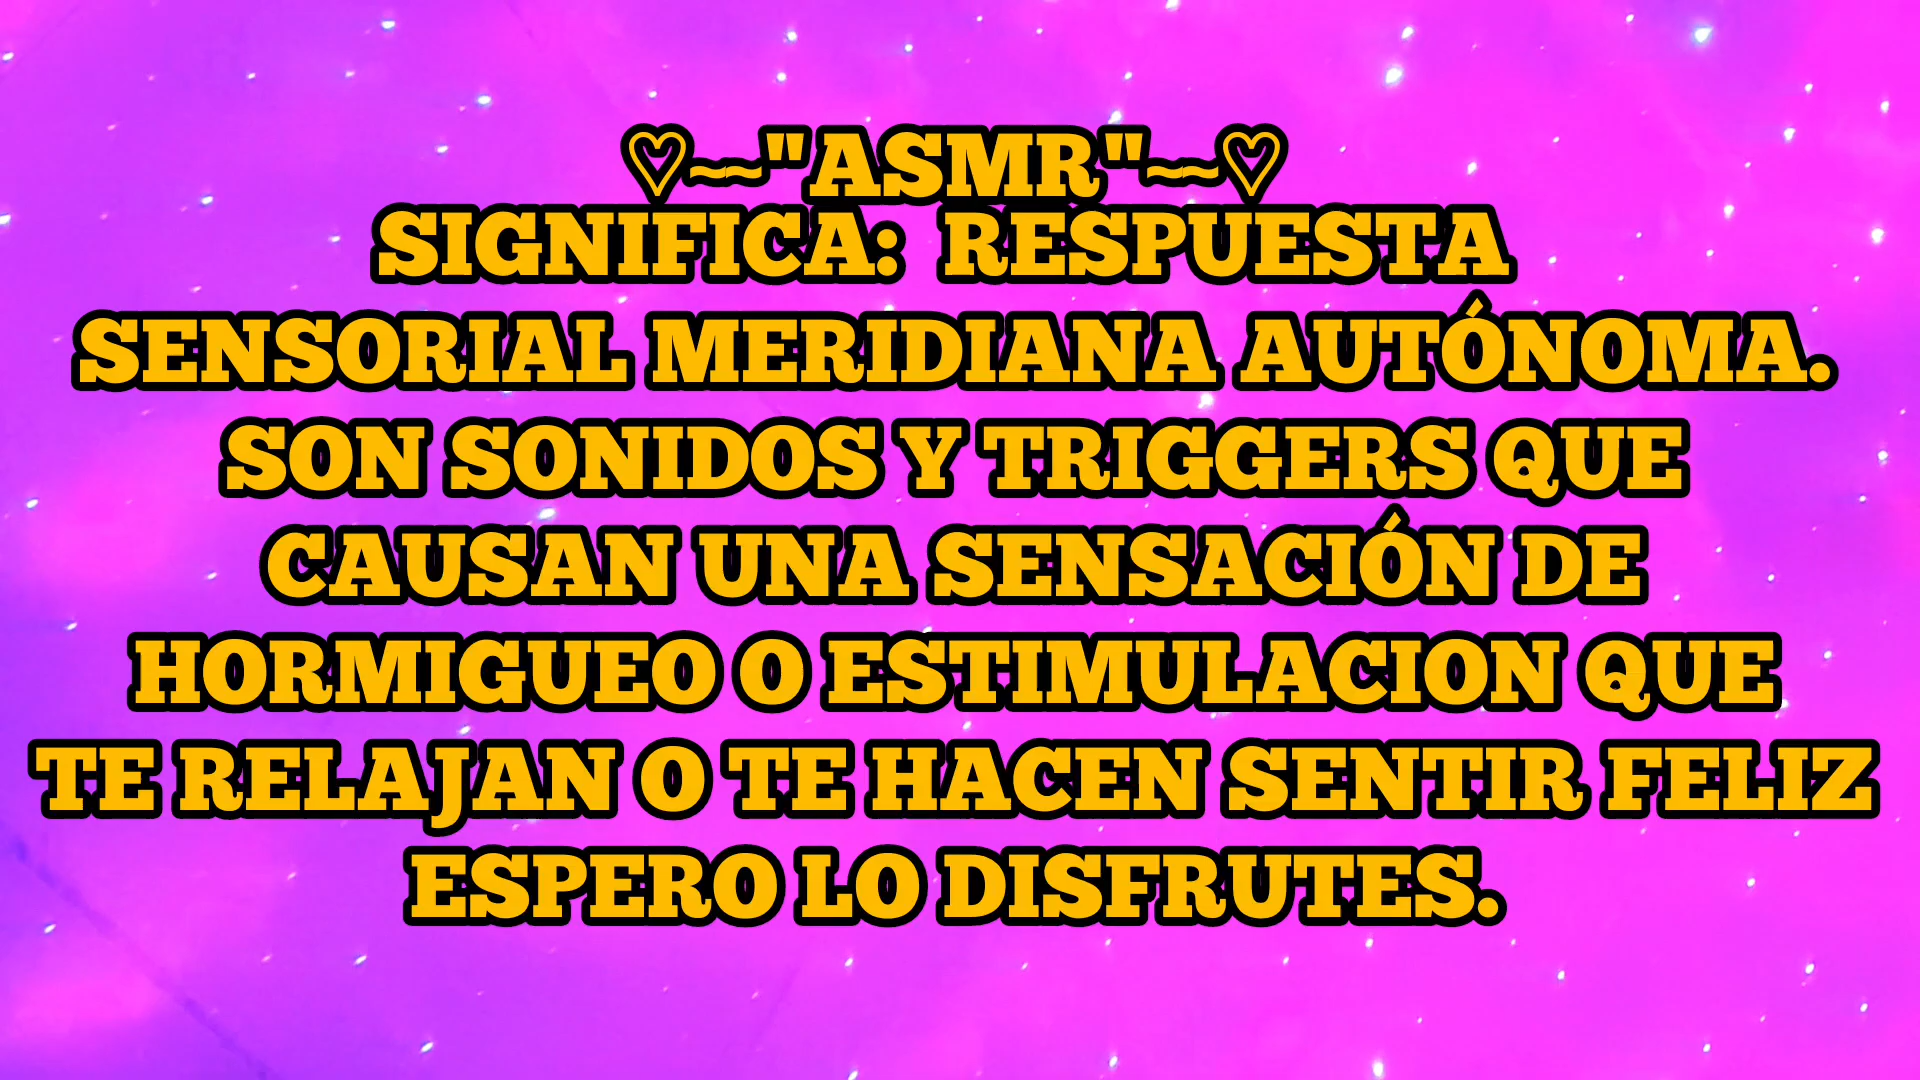 ♡~~"ASMR"~~♡
SIGNIFICA: RESPUESTA
SENSORIAL MERIDIANA AUTÓNOMA.
SON SONIDOS Y TRIGGERS QUE
CAUSAN UNA SENSACIÓN DE
HORMIGUEO O ESTIMULACION QUE
TE RELAJAN O TE HACEN SENTIR FELIZ
ESPERO LO DISFRUTES.